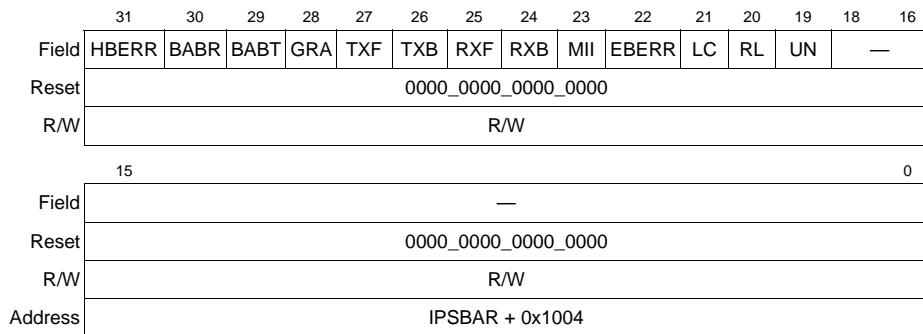 31 30 29 28 27 26 25 24 23 22 21 20 19 18 16
Field HBERR BABR BABT GRA TXF TXB RXF RXB MII EBERR LC RL UN —
Reset 0000_0000_0000_0000
R/W R/W
15 0
Field —
Reset 0000_0000_0000_0000
R/W R/W
Address IPSBAR + 0x1004